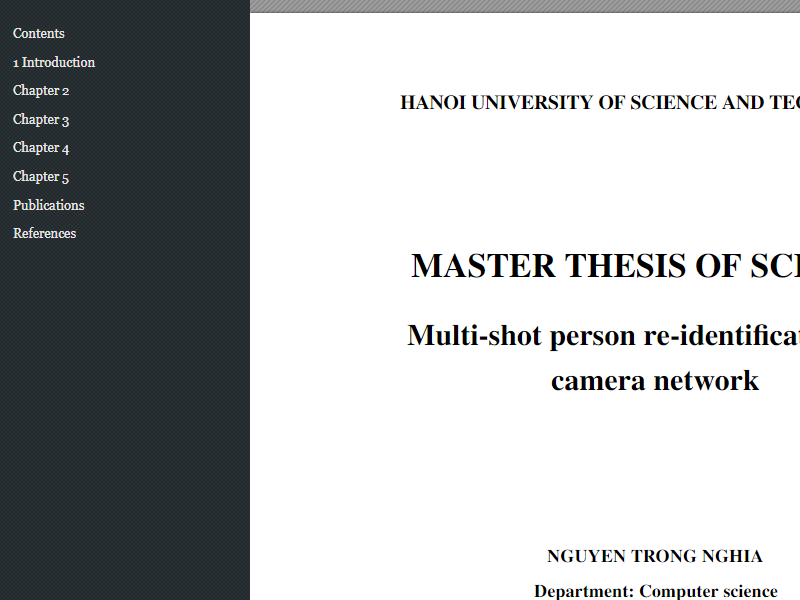 Contents
1 Introduction
Chapter 2
Chapter 3
Chapter 4
Chapter 5
Publications
References
HANOI UNIVERSITY OF SCIENCE AND TEC
MASTER THESIS OF SCI
Multi-shot person re-identificat
camera network
NGUYEN TRONG NGHIA
Department: Computer science